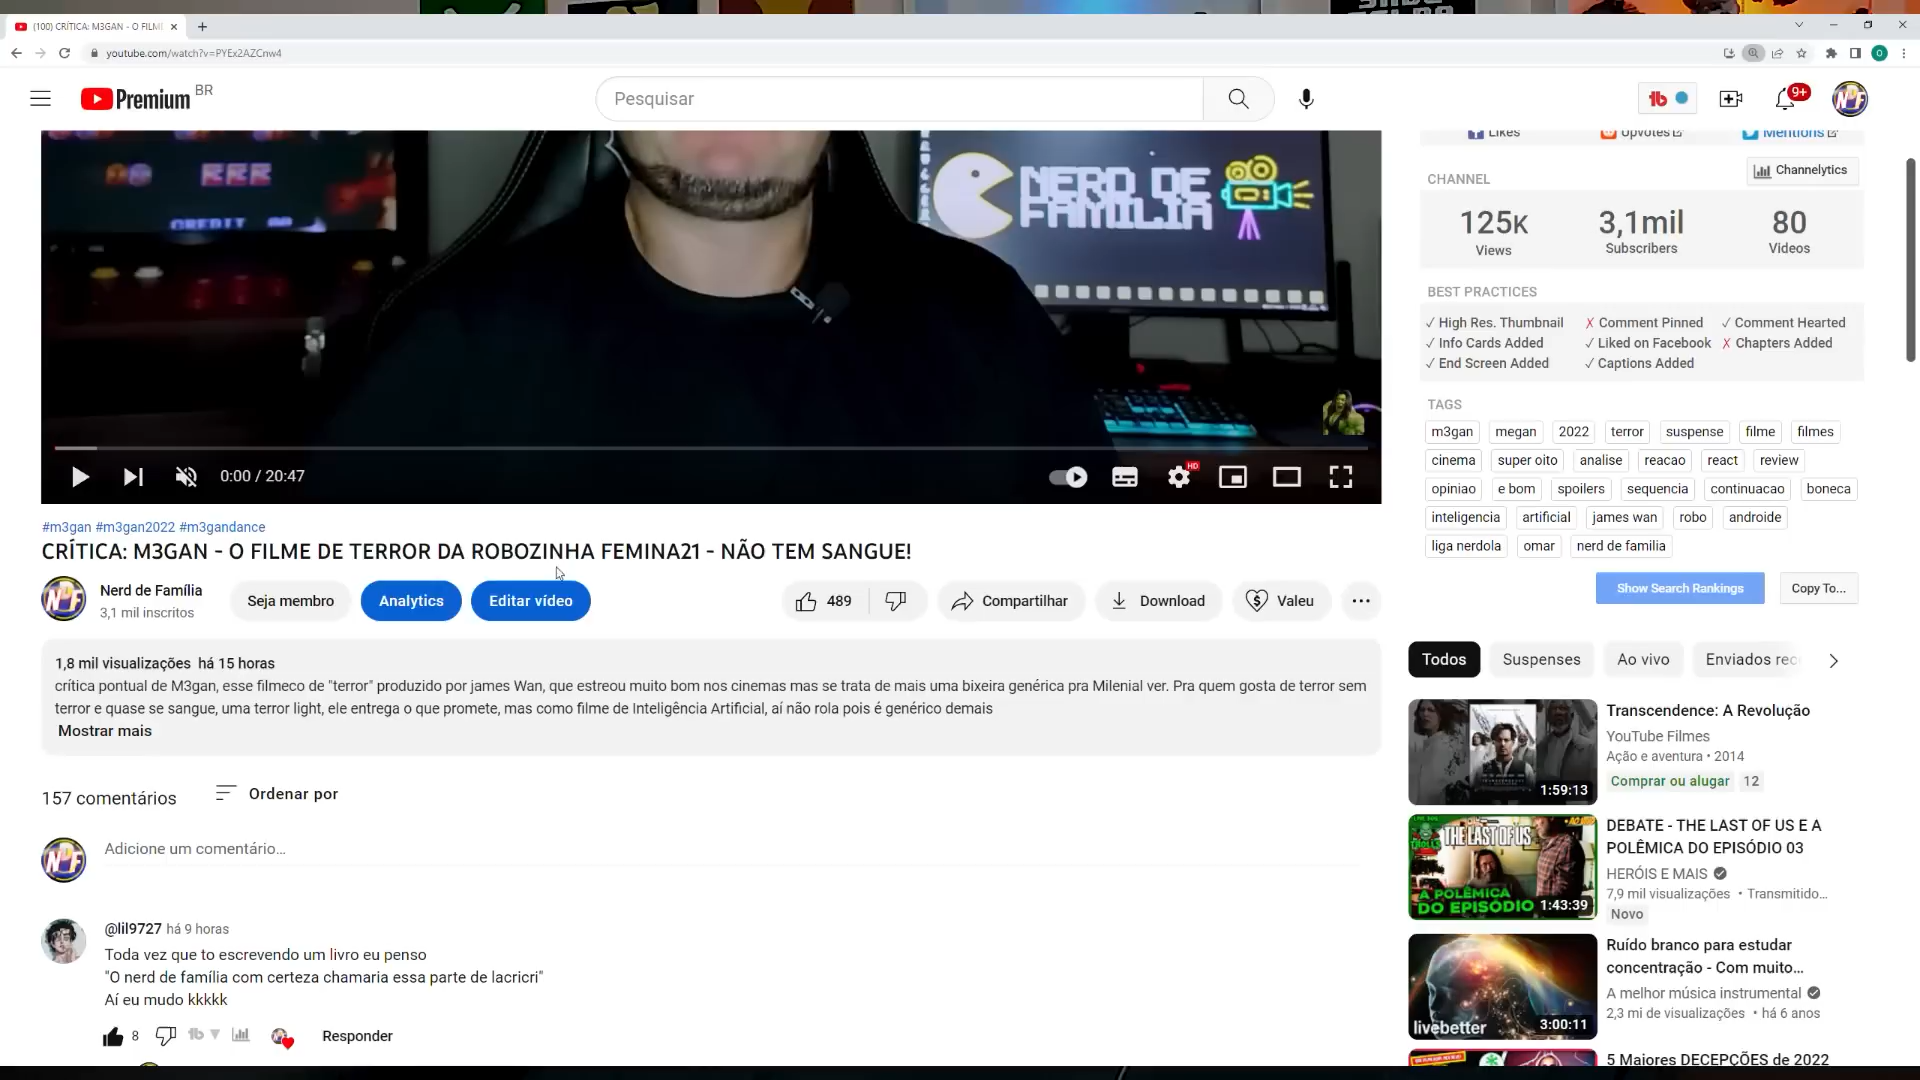 (100) CRÍTICA: M3GAN - O FILM
youtube.com/watch?v=PYEx2AZCnw4
Premium BR
Pesquisar
tb
9+
NDF
Likes
Upvotes
Mentions
CREDIT
NERD DE
FAMILIA
CHANNEL
Channelytics
125K
Views
3,1mil
Subscribers
80
Videos
BEST PRACTICES
✓ High Res. Thumbnail
✗ Comment Pinned
✓ Comment Hearted
✓ Info Cards Added
✓ Liked on Facebook
✗ Chapters Added
✓ End Screen Added
✓ Captions Added
TAGS
m3gan megan 2022 terror suspense filme filmes
cinema super oito analise reacao react review
opiniao e bom spoilers sequencia continuacao boneca
inteligencia artificial james wan robo androide
liga nerdola omar nerd de familia
Show Search Rankings
Copy To...
0:00 / 20:47
HD
#m3gan #m3gan2022 #m3gandance
CRÍTICA: M3GAN - O FILME DE TERROR DA ROBOZINHA FEMINA21 - NÃO TEM SANGUE!
NDF
Nerd de Família
3,1 mil inscritos
Seja membro
Analytics
Editar vídeo
489
Compartilhar
Download
Valeu
1,8 mil visualizações há 15 horas
crítica pontual de M3gan, esse filmeco de "terror" produzido por james Wan, que estreou muito bom nos cinemas mas se trata de mais uma bixeira genérica pra Milenial ver. Pra quem gosta de terror sem
terror e quase se sangue, uma terror light, ele entrega o que promete, mas como filme de Inteligência Artificial, aí não rola pois é genérico demais
Mostrar mais
157 comentários
Ordenar por
NDF
Adicione um comentário...
@lil9727 há 9 horas
Toda vez que to escrevendo um livro eu penso
"O nerd de família com certeza chamaria essa parte de lacricri"
Aí eu mudo kkkkk
8
tb
Responder
Todos
Suspenses
Ao vivo
Enviados rec
1:59:13
Transcendence: A Revolução
YouTube Filmes
Ação e aventura • 2014
Comprar ou alugar
12
THE LAST OF US
A POLÊMICA
DO EPISÓDIO
1:43:39
DEBATE - THE LAST OF US E A
POLÊMICA DO EPISÓDIO 03
HERÓIS E MAIS
7,9 mil visualizações • Transmitido...
Novo
livebetter
3:00:11
Ruído branco para estudar
concentração - Com muito...
A melhor música instrumental
2,3 mi de visualizações • há 6 anos
5 Maiores DECEPÇÕES de 2022